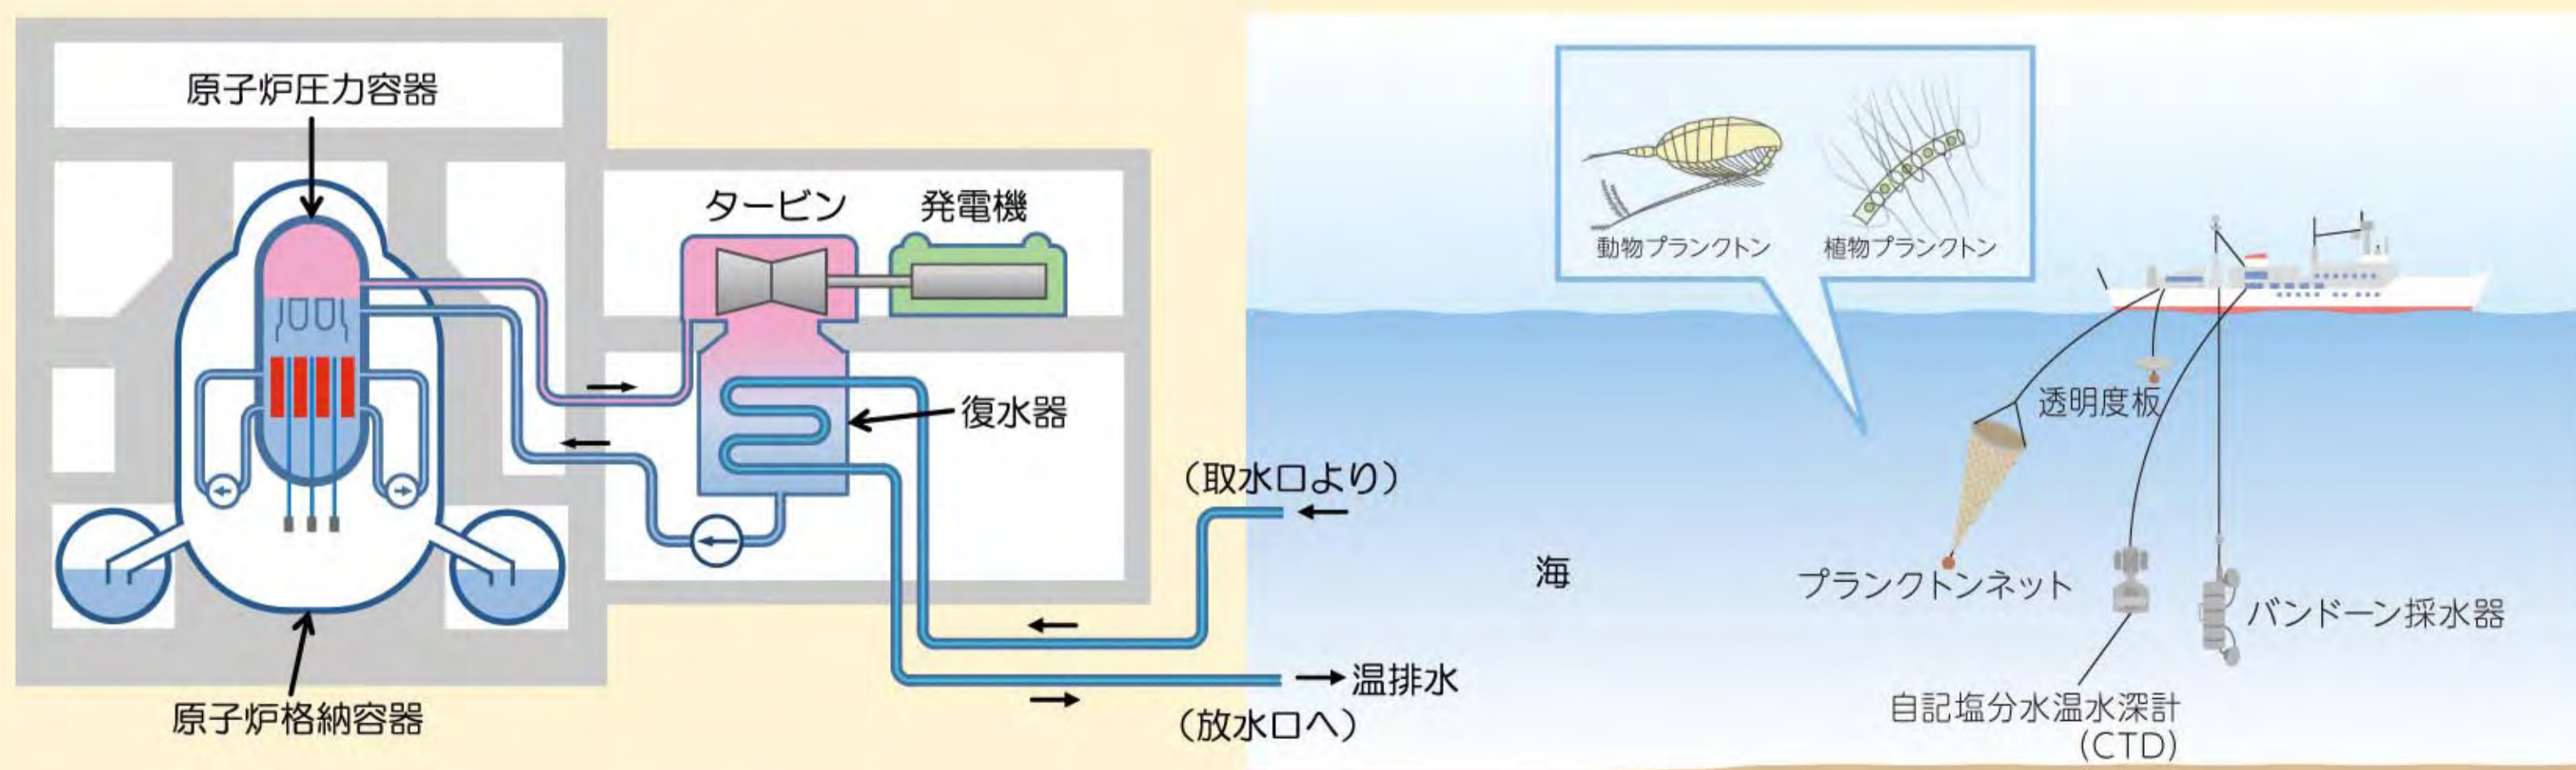 原子炉圧力容器
タービン
発電機
復水器
原子炉格納容器
(取水口より)
温排水
(放水口へ)
海
動物プランクトン
植物プランクトン
透明度板
プランクトンネット
バンドーン採水器
自記塩分水温水深計
(CTD)